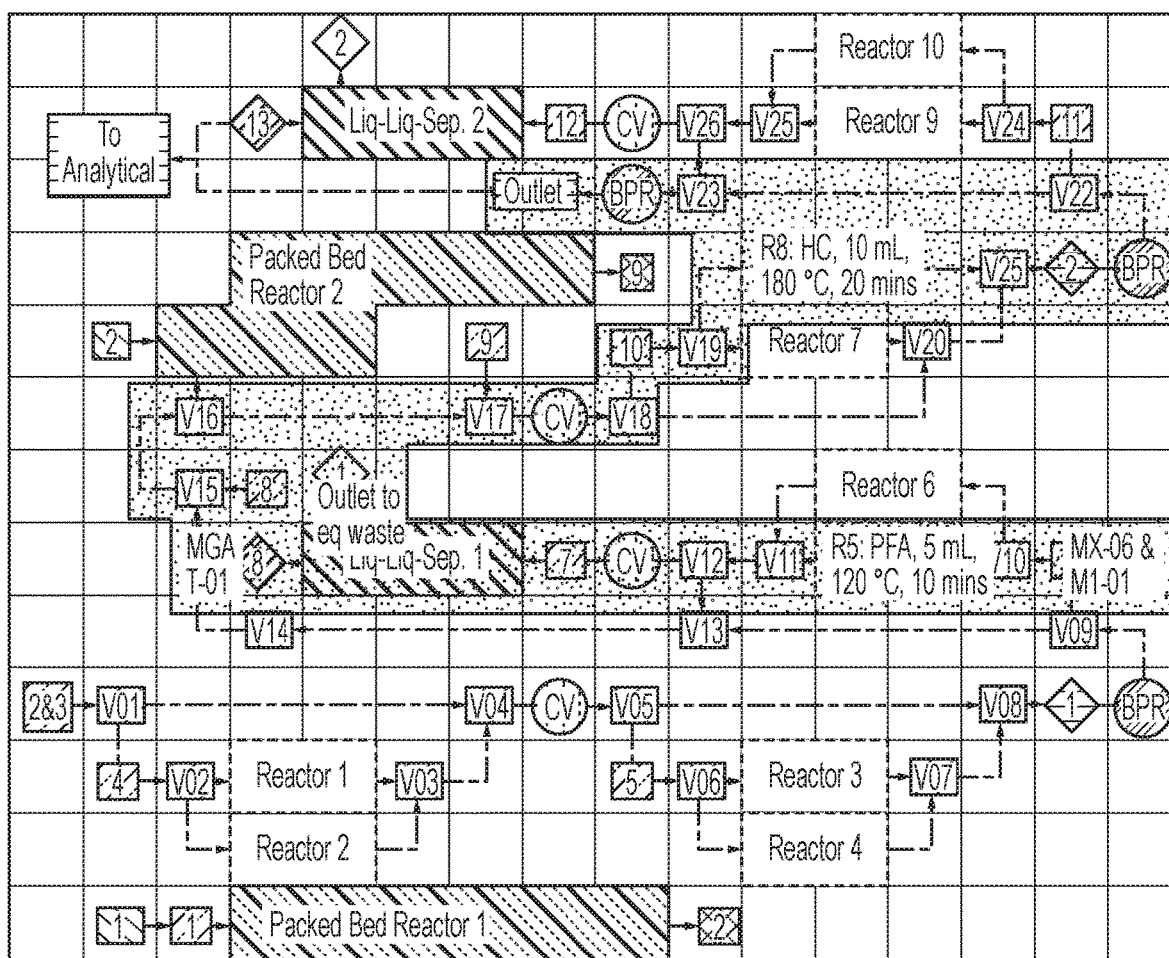 2
Reactor 10
To
Analytical
13
Liq-Liq-Sep. 2
12
CV
V26
V25
Reactor 9
V24
11
Outlet
BPR
V23
V22
Packed Bed
Reactor 2
9
R8: HC, 10 mL,
180 °C, 20 mins
V25
2
BPR
2
9
10
V19
Reactor 7
V20
V16
V17
CV
V18
1
V15
8
Outlet to
eq waste
Reactor 6
MGA
T-01
8
Liq-Liq-Sep. 1
7
CV
V12
V11
R5: PFA, 5 mL,
120 °C, 10 mins
/10
MX-06 &
M1-01
V14
V13
V09
2&3
V01
V04
CV
V05
V08
1
BPR
4
V02
Reactor 1
V03
5
V06
Reactor 3
V07
Reactor 2
Reactor 4
1
1
Packed Bed Reactor 1
2